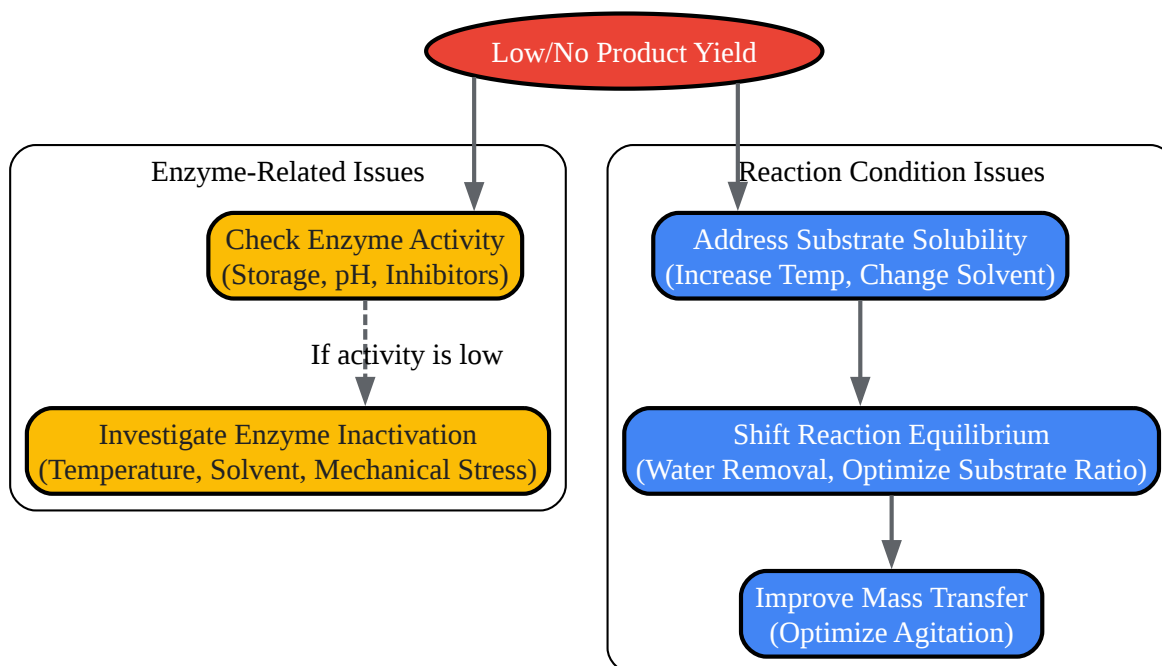 Low/No Product Yield
Enzyme-Related Issues
Check Enzyme Activity
(Storage, pH, Inhibitors)
If activity is low
Investigate Enzyme Inactivation
(Temperature, Solvent, Mechanical Stress)
Reaction Condition Issues
Address Substrate Solubility
(Increase Temp, Change Solvent)
Shift Reaction Equilibrium
(Water Removal, Optimize Substrate Ratio)
Improve Mass Transfer
(Optimize Agitation)